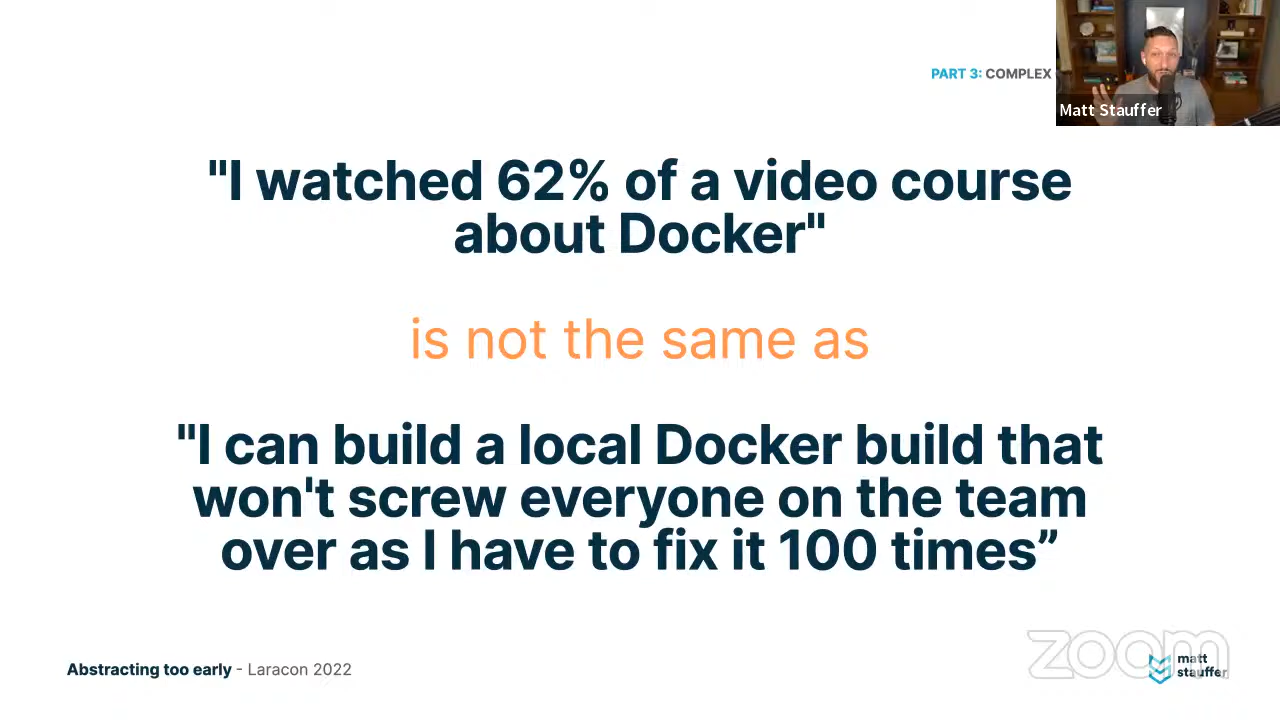 PART 3: COMPLEX
Matt Stauffer
"I watched 62% of a video course
about Docker"
is not the same as
"I can build a local Docker build that
won't screw everyone on the team
over as I have to fix it 100 times”
Abstracting too early - Laracon 2022
zoom
matt
stauffer